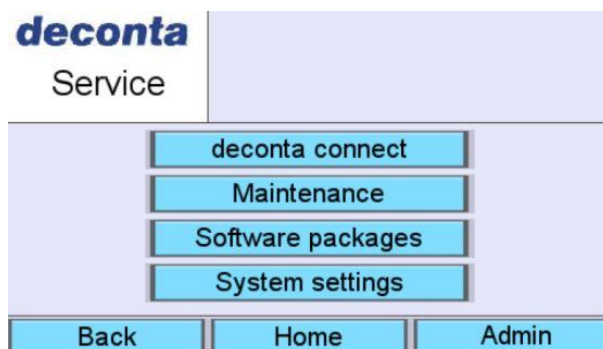 deconta
Service
deconta connect
Maintenance
Software packages
System settings
Back Home Admin